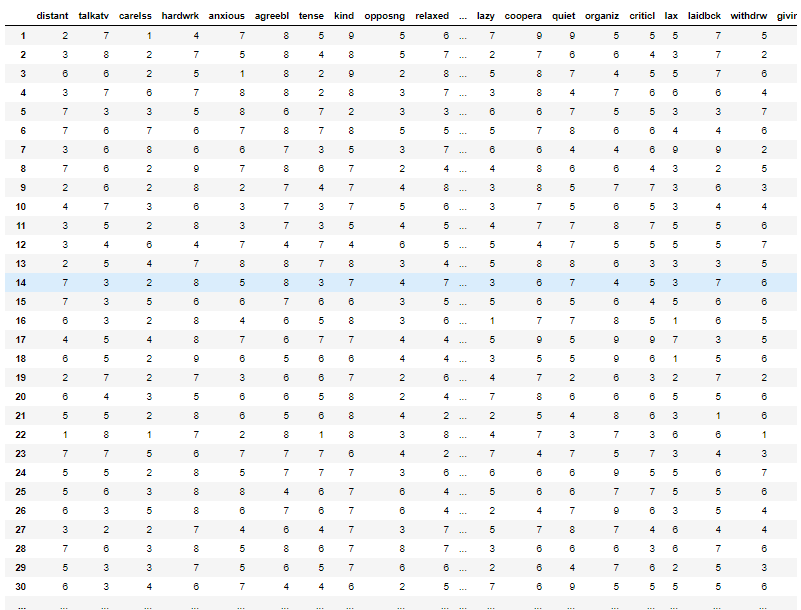 distant talkatv carelss hardwrk anxious agreebl tense kind opposng relaxed ... lazy coopera quiet organiz criticl lax laidbck withdrw givin
1 2 7 1 4 7 8 5 9 5 6 ... 7 9 9 5 5 5 7 5
2 3 8 2 7 5 8 4 8 5 7 ... 2 7 6 6 4 3 7 2
3 6 6 2 5 1 8 2 9 2 8 ... 5 8 7 4 5 5 7 6
4 3 7 6 7 8 8 2 8 3 7 ... 3 8 4 7 6 6 6 4
5 7 3 3 5 8 6 7 2 3 3 ... 6 6 7 5 5 3 3 7
6 7 6 7 6 7 8 7 8 5 5 ... 5 7 8 6 6 4 4 6
7 3 6 8 6 6 7 3 5 3 7 ... 6 6 4 4 6 9 9 2
8 7 6 2 9 7 8 6 7 2 4 ... 4 8 6 6 4 3 2 5
9 2 6 2 8 2 7 4 7 4 8 ... 3 8 5 7 7 3 6 3
10 4 7 3 6 3 7 3 7 5 6 ... 3 7 5 6 5 3 4 4
11 3 5 2 8 3 7 3 5 4 5 ... 4 7 7 8 7 5 5 6
12 3 4 6 4 7 4 7 4 6 5 ... 5 4 7 5 5 5 5 7
13 2 5 4 7 8 8 7 8 3 4 ... 5 8 8 6 3 3 3 5
14 7 3 2 8 5 8 3 7 4 7 ... 3 6 7 4 5 3 7 6
15 7 3 5 6 6 7 6 6 3 5 ... 5 6 5 6 4 5 6 6
16 6 3 2 8 4 6 5 8 3 6 ... 1 7 7 8 5 1 6 5
17 4 5 4 8 7 6 7 7 4 4 ... 5 9 5 9 9 7 3 5
18 6 5 2 9 6 5 6 6 4 4 ... 3 5 5 9 6 1 5 6
19 2 7 2 7 3 6 6 7 2 6 ... 4 7 2 6 3 2 7 2
20 6 4 3 5 6 6 5 8 2 4 ... 7 8 6 6 6 5 5 6
21 5 5 2 8 6 5 6 8 4 2 ... 2 5 4 8 6 3 1 6
22 1 8 1 7 2 8 1 8 3 8 ... 4 7 3 7 3 6 6 1
23 7 7 5 6 7 7 7 6 4 2 ... 7 4 7 5 7 3 4 3
24 5 5 2 8 5 7 7 7 3 6 ... 6 6 6 9 5 5 6 7
25 5 6 3 8 8 4 6 7 6 4 ... 5 6 6 7 7 5 5 6
26 6 3 5 8 6 7 6 7 6 4 ... 2 4 7 9 6 3 5 4
27 3 2 2 7 4 6 4 7 3 7 ... 5 7 8 7 4 6 4 4
28 7 6 3 8 5 8 6 7 8 7 ... 3 6 6 6 3 6 7 6
29 5 3 3 7 5 6 5 7 6 6 ... 2 6 4 7 6 2 5 3
30 6 3 4 6 7 4 4 6 2 5 ... 7 6 9 5 5 5 5 6
... ... ... ... ... ... ... ... ... ... ... ... ... ... ... ... ... ... ... ...